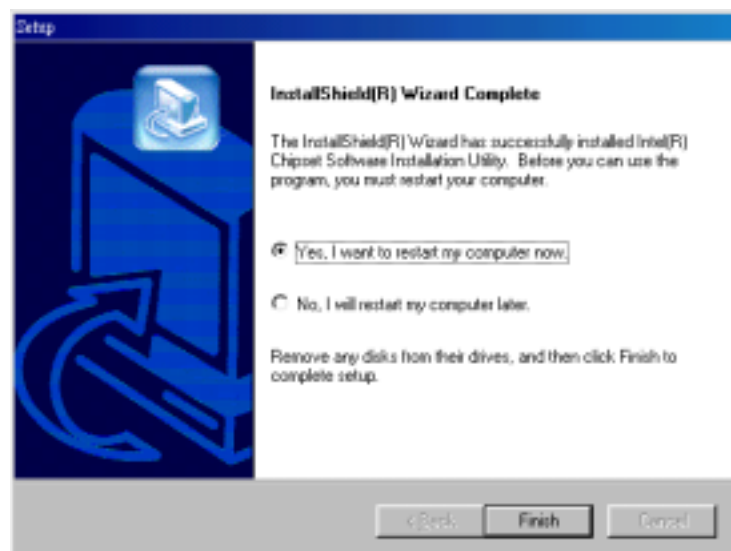 Setup
InstallShield(R) Wizard Complete
The InstallShield(R) Wizard has successfully installed Intel(R)
Chipset Software Installation Utility. Before you can use the
program, you must restart your computer.
Yes, I want to restart my computer now.
No, I will restart my computer later.
Remove any disks from their drives, and then click Finish to
complete setup.
< Back
Finish
Cancel